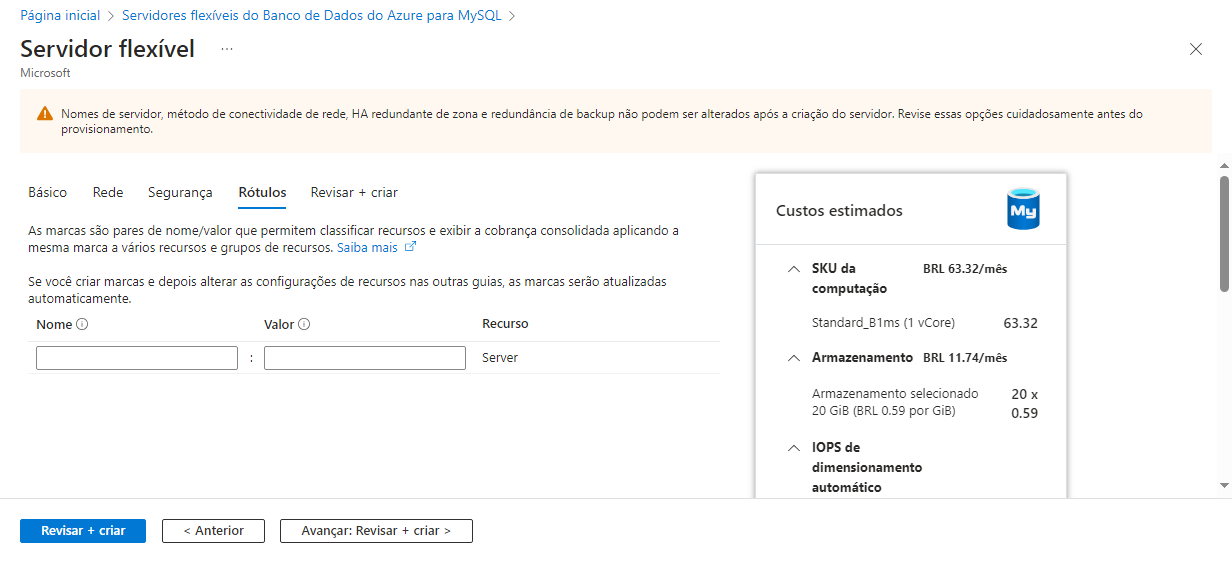 Página inicial > Servidores flexíveis do Banco de Dados do Azure para MySQL >
Servidor flexível ...
Microsoft
Nomes de servidor, método de conectividade de rede, HA redundante de zona e redundância de backup não podem ser alterados após a criação do servidor. Revise essas opções cuidadosamente antes do
provisionamento.
Básico Rede Segurança Rótulos Revisar + criar
As marcas são pares de nome/valor que permitem classificar recursos e exibir a cobrança consolidada aplicando a
mesma marca a vários recursos e grupos de recursos. Saiba mais
Se você criar marcas e depois alterar as configurações de recursos nas outras guias, as marcas serão atualizadas
automaticamente.
Nome Valor Recurso
: Server
Custos estimados
My
SKU da
computação
BRL 63.32/mês
Standard_B1ms (1 vCore) 63.32
Armazenamento BRL 11.74/mês
Armazenamento selecionado
20 GiB (BRL 0.59 por GiB)
20 x
0.59
IOPS de
dimensionamento
automático
Revisar + criar < Anterior Avançar: Revisar + criar >